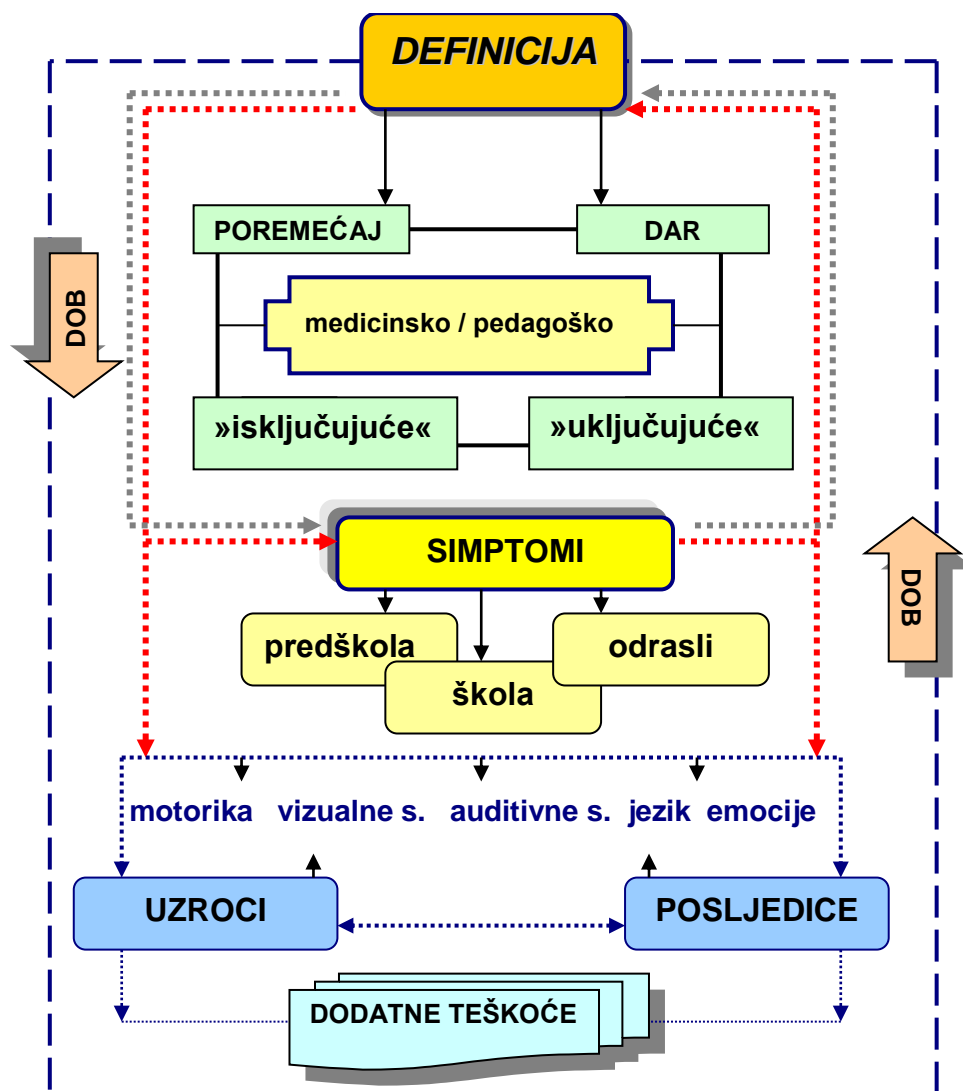 DEFINICIJA
POREMEĆAJ
DAR
DOB
medicinsko / pedagoško
»isključujuće«
»uključujuće«
SIMPTOMI
DOB
predškola
odrasli
škola
motorika vizualne s. auditivne s. jezik emocije
UZROCI
POSLJEDICE
DODATNE TEŠKOĆE